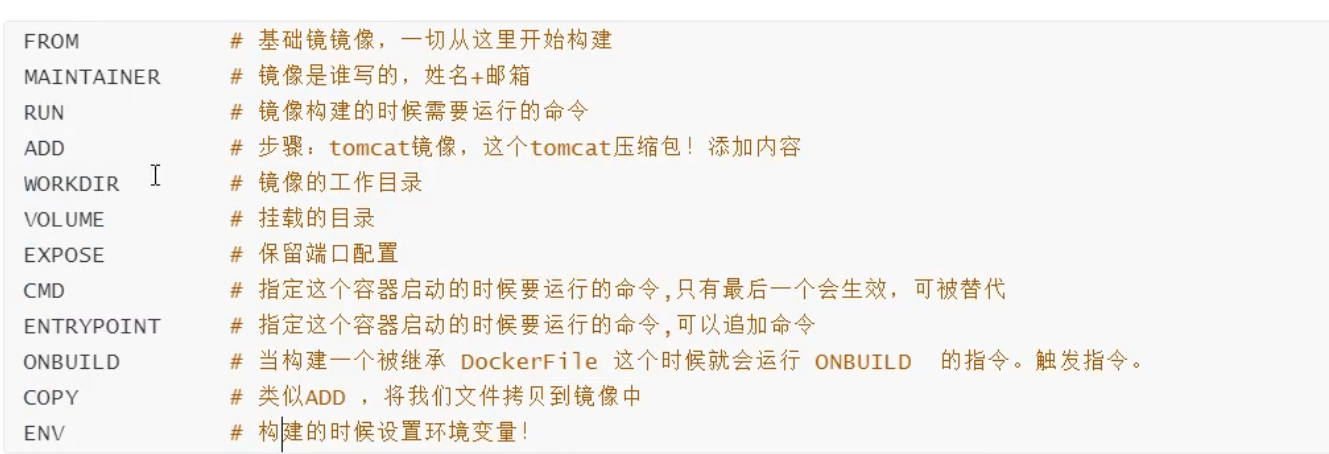 FROM # 基础镜镜像，一切从这里开始构建
MAINTAINER # 镜像是谁写的，姓名+邮箱
RUN # 镜像构建的时候需要运行的命令
ADD # 步骤：tomcat镜像，这个tomcat压缩包！添加内容
WORKDIR # 镜像的工作目录
VOLUME # 挂载的目录
EXPOSE # 保留端口配置
CMD # 指定这个容器启动的时候要运行的命令,只有最后一个会生效，可被替代
ENTRYPOINT # 指定这个容器启动的时候要运行的命令,可以追加命令
ONBUILD # 当构建一个被继承 DockerFile 这个时候就会运行 ONBUILD 的指令。触发指令。
COPY # 类似ADD ，将我们文件拷贝到镜像中
ENV # 构建的时候设置环境变量！